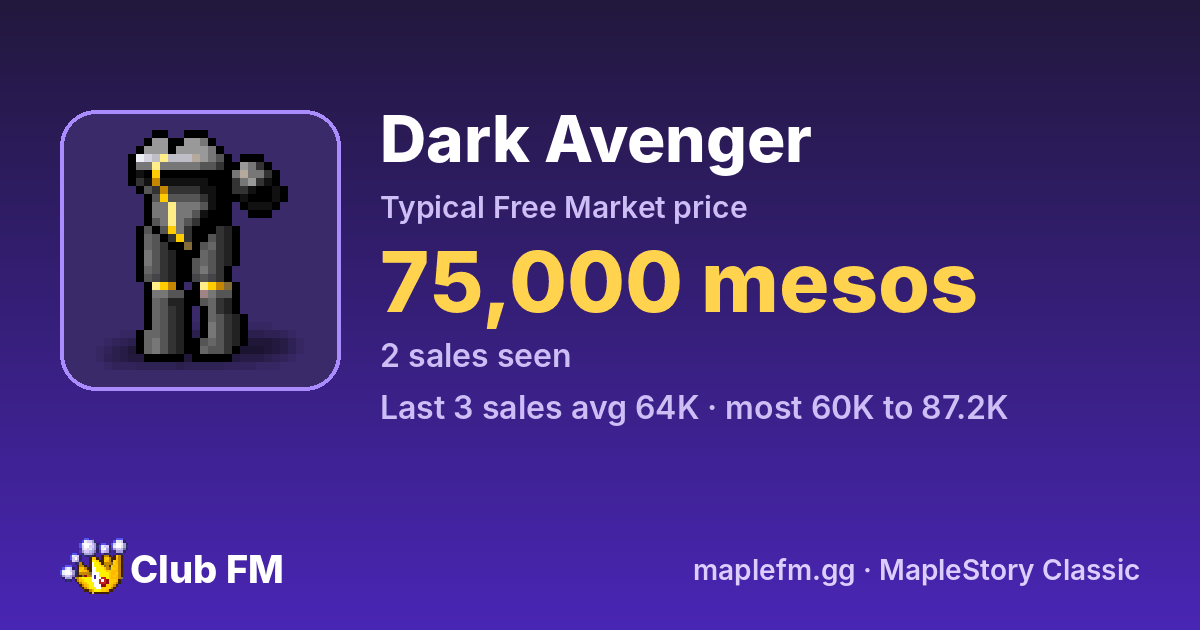 Dark Avenger
Typical Free Market price
75,000 mesos
2 sales seen
Last 3 sales avg 64K · most 60K to 87.2K
Club FM
maplefm.gg · MapleStory Classic